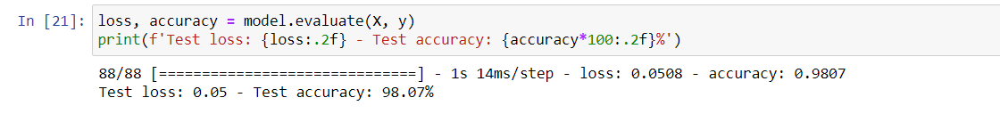 In [21]: loss, accuracy = model.evaluate(X, y)
print(f'Test loss: {loss:.2f} - Test accuracy: {accuracy*100:.2f}%')
88/88 [==============================] - 1s 14ms/step - loss: 0.0508 - accuracy: 0.9807
Test loss: 0.05 - Test accuracy: 98.07%